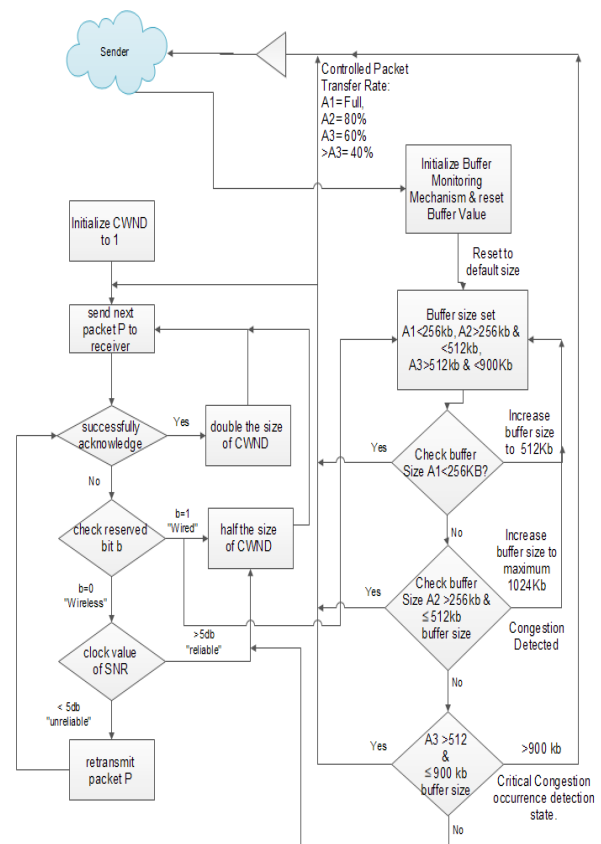 Sender
Controlled Packet
Transfer Rate:
A1= Full,
A2= 80%
A3= 60%
>A3= 40%
Initialize Buffer
Monitoring
Mechanism & reset
Buffer Value
Initialize CWND
to 1
Reset to
default size
send next
packet P to
receiver
Buffer size set
A1<256kb, A2>256kb &
<512kb,
A3>512kb & <900Kb
successfully
acknowledge
Yes
double the size
of CWND
No
Yes
Check buffer
Size A1<256KB?
Increase
buffer size
to 512Kb
check reserved
bit b
b=1
"Wired"
half the size
of CWND
No
Increase
buffer size to
maximum
1024Kb
b=0
"Wireless"
Yes
Check buffer
Size A2 >256kb &
≤512kb
buffer size
Congestion
Detected
clock value
of SNR
>5db
"reliable"
No
< 5db
"unreliable"
retransmit
packet P
Yes
A3 >512
&
≤900 kb
buffer size
>900 kb
Critical Congestion
occurrence detection
state.
No